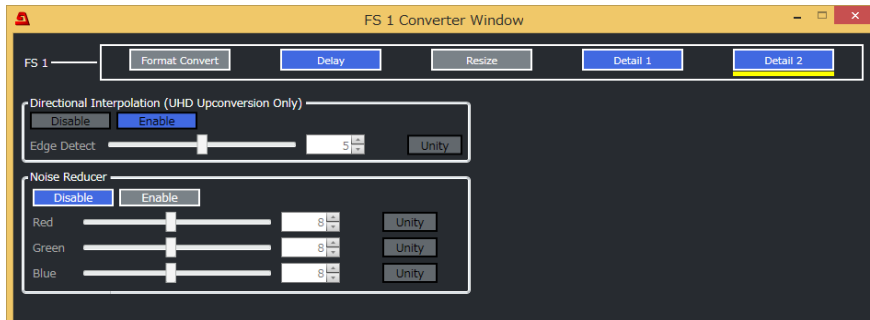 FS 1 Converter Window
FS 1 Format Convert Delay Resize Detail 1 Detail 2
Directional Interpolation (UHD Upconversion Only)
Disable Enable
Edge Detect 5 Unity
Noise Reducer
Disable Enable
Red 8 Unity
Green 8 Unity
Blue 8 Unity